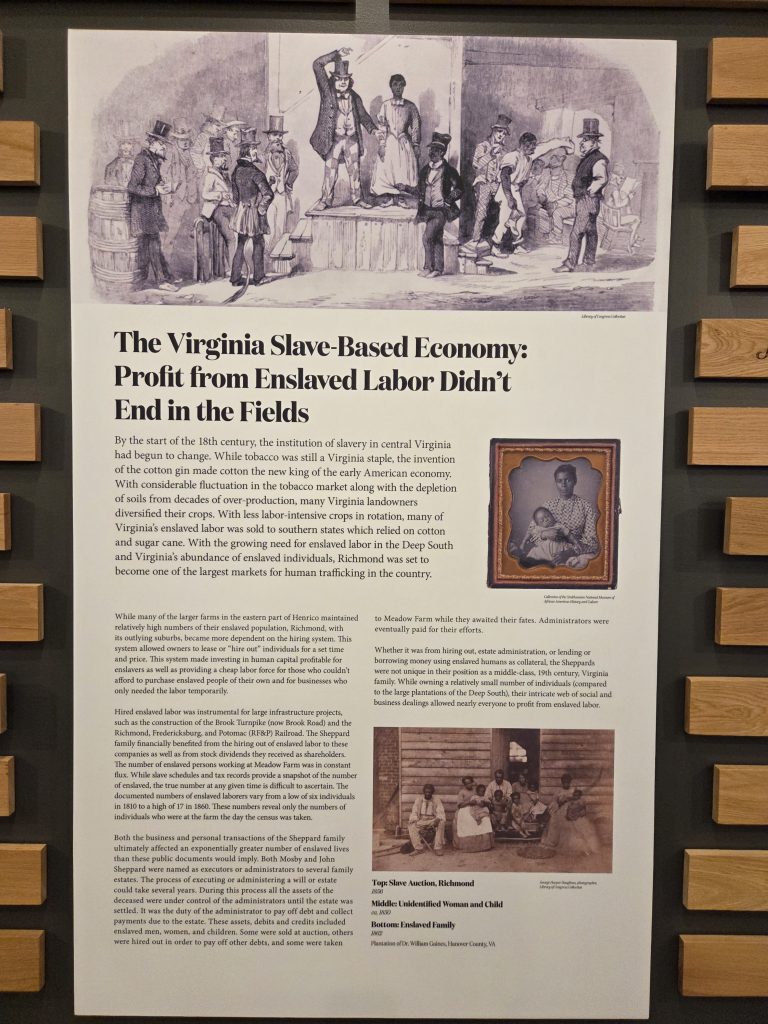 Library of Congress Collection
The Virginia Slave-Based Economy:
Profit from Enslaved Labor Didn't
End in the Fields
By the start of the 18th century, the institution of slavery in central Virginia
had begun to change. While tobacco was still a Virginia staple, the invention
of the cotton gin made cotton the new king of the early American economy.
With considerable fluctuation in the tobacco market along with the depletion
of soils from decades of over-production, many Virginia landowners
diversified their crops. With less labor-intensive crops in rotation, many of
Virginia's enslaved labor was sold to southern states which relied on cotton
and sugar cane. With the growing need for enslaved labor in the Deep South
and Virginia's abundance of enslaved individuals, Richmond was set to
become one of the largest markets for human trafficking in the country.
Collection of the Smithsonian National Museum of
African American History and Culture
While many of the larger farms in the eastern part of Henrico maintained
relatively high numbers of their enslaved population, Richmond, with
its outlying suburbs, became more dependent on the hiring system. This
system allowed owners to lease or "hire out" individuals for a set time
and price. This system made investing in human capital profitable for
enslavers as well as providing a cheap labor force for those who couldn't
afford to purchase enslaved people of their own and for businesses who
only needed the labor temporarily.
Hired enslaved labor was instrumental for large infrastructure projects,
such as the construction of the Brook Turnpike (now Brook Road) and the
Richmond, Fredericksburg, and Potomac (RF&P) Railroad. The Sheppard
family financially benefited from the hiring out of enslaved labor to these
companies as well as from stock dividends they received as shareholders.
The number of enslaved persons working at Meadow Farm was in constant
flux. While slave schedules and tax records provide a snapshot of the number
of enslaved, the true number at any given time is difficult to ascertain. The
documented numbers of enslaved laborers vary from a low of six individuals
in 1810 to a high of 17 in 1860. These numbers reveal only the numbers of
individuals who were at the farm the day the census was taken.
Both the business and personal transactions of the Sheppard family
ultimately affected an exponentially greater number of enslaved lives
than these public documents would imply. Both Mosby and John
Sheppard were named as executors or administrators to several family
estates. The process of executing or administering a will or estate
could take several years. During this process all the assets of the
deceased were under control of the administrators until the estate was
settled. It was the duty of the administrator to pay off debt and collect
payments due to the estate. These assets, debits and credits included
enslaved men, women, and children. Some were sold at auction, others
were hired out in order to pay off other debts, and some were taken
to Meadow Farm while they awaited their fates. Administrators were
eventually paid for their efforts.
Whether it was from hiring out, estate administration, or lending or
borrowing money using enslaved humans as collateral, the Sheppards
were not unique in their position as a middle-class, 19th century, Virginia
family. While owning a relatively small number of individuals (compared
to the large plantations of the Deep South), their intricate web of social and
business dealings allowed nearly everyone to profit from enslaved labor.
Top: Slave Auction, Richmond
Middle: Unidentified Woman and Child
ca. 1850
Bottom: Enslaved Family
1862
Plantation of Dr. William Gaines, Hanover County, VA
Library of Congress Collection